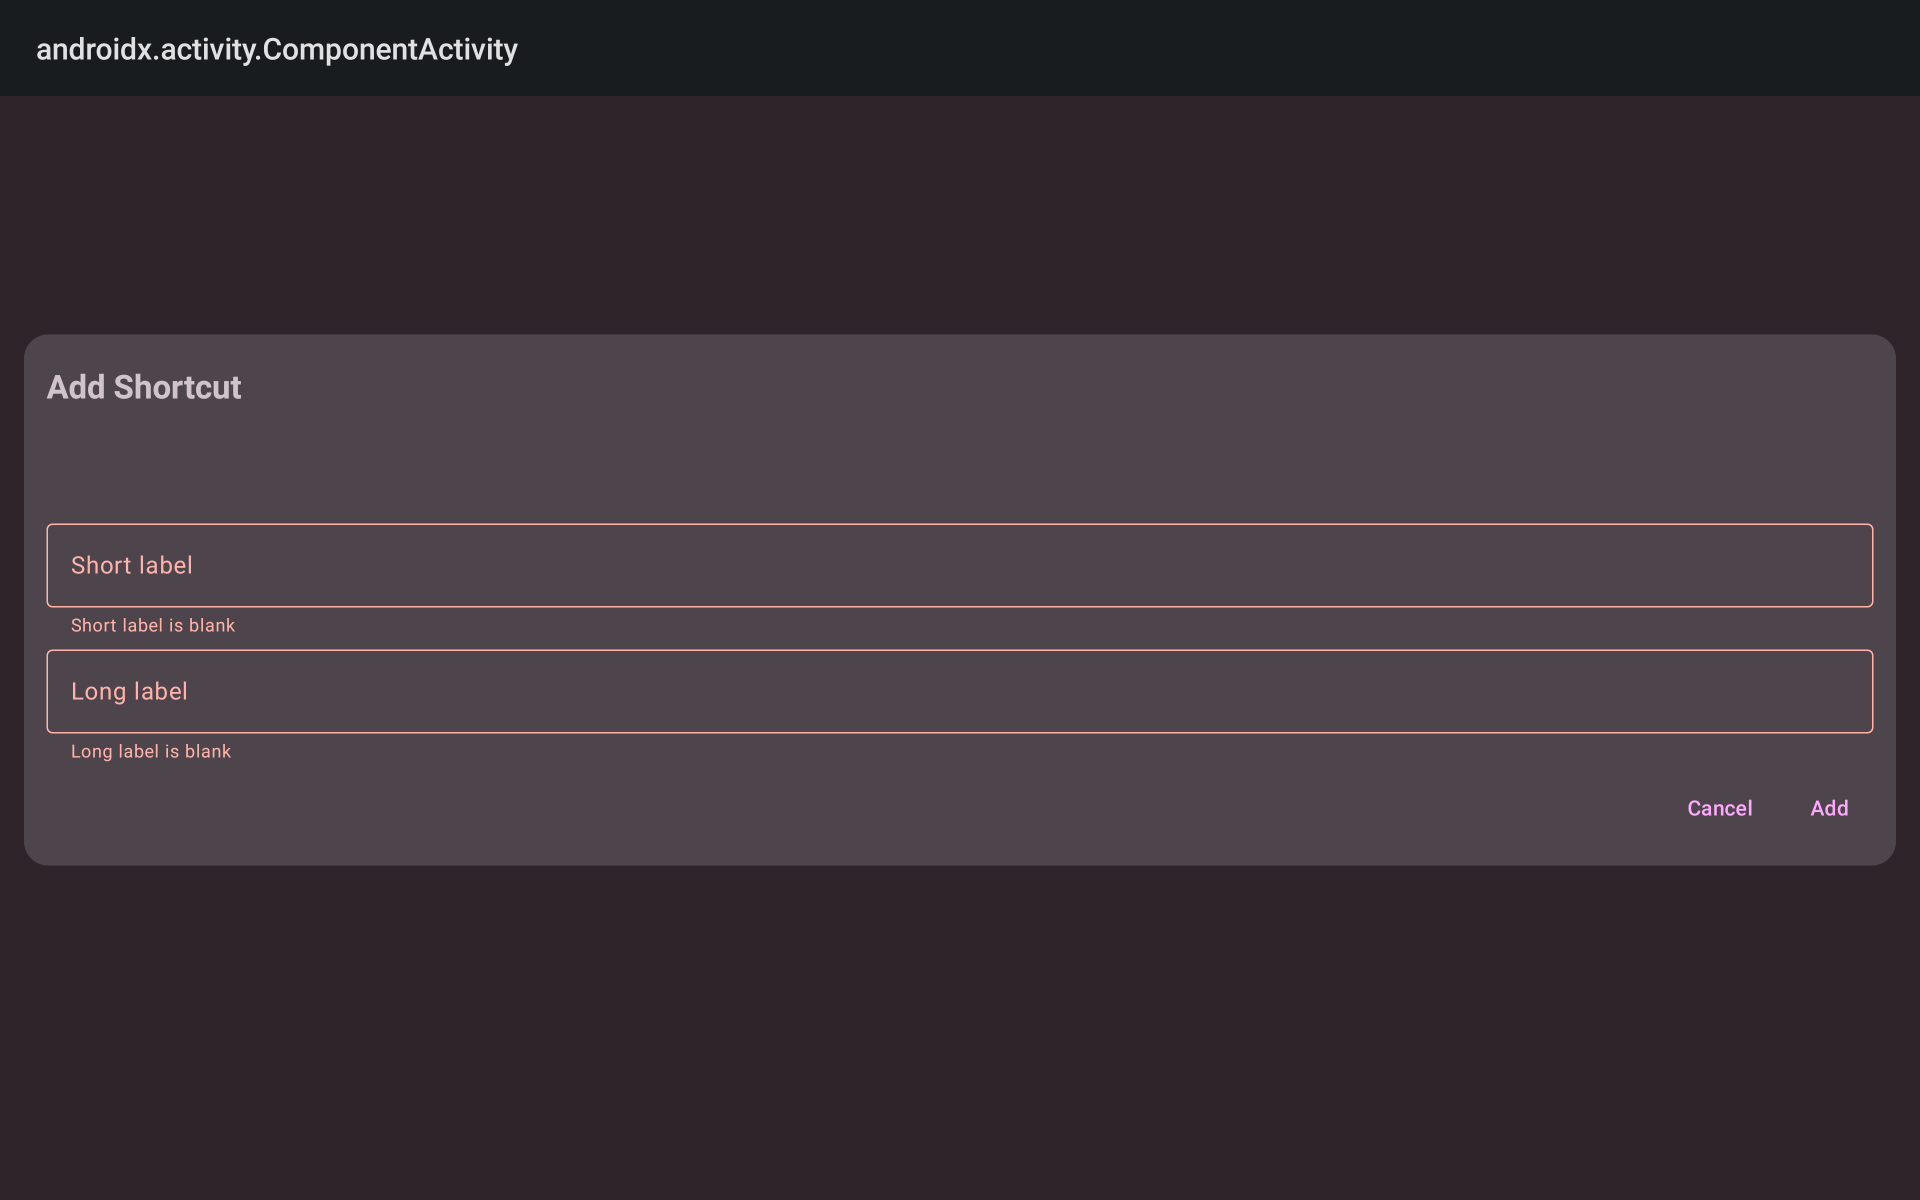 androidx.activity.ComponentActivity
Add Shortcut
Short label
Short label is blank
Long label
Long label is blank
Cancel Add